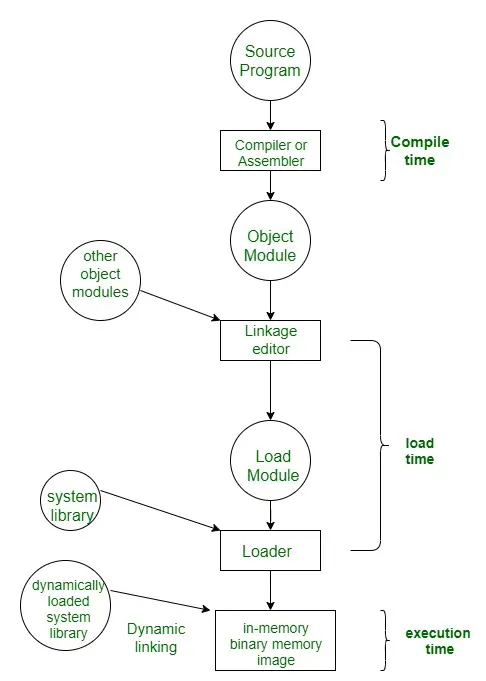 Source
Program
Compiler or
Assembler
Compile
time
Object
Module
other
object
modules
Linkage
editor
load
time
Load
Module
system
library
Loader
dynamically
loaded
system
library
Dynamic
linking
in-memory
binary memory
image
execution
time